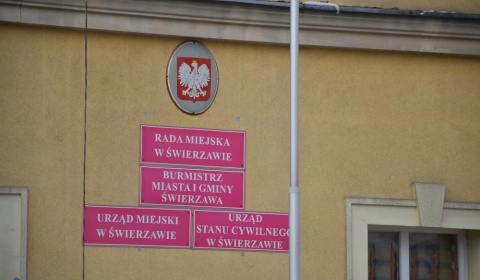 RADA MIEJSKA
W ŚWIERZAWIE
BURMISTRZ
MIASTA I GMINY
ŚWIERZAWA
URZĄD MIEJSKI
W ŚWIERZAWIE
URZĄD
STANU CYWILNEGO
W ŚWIERZAWIE